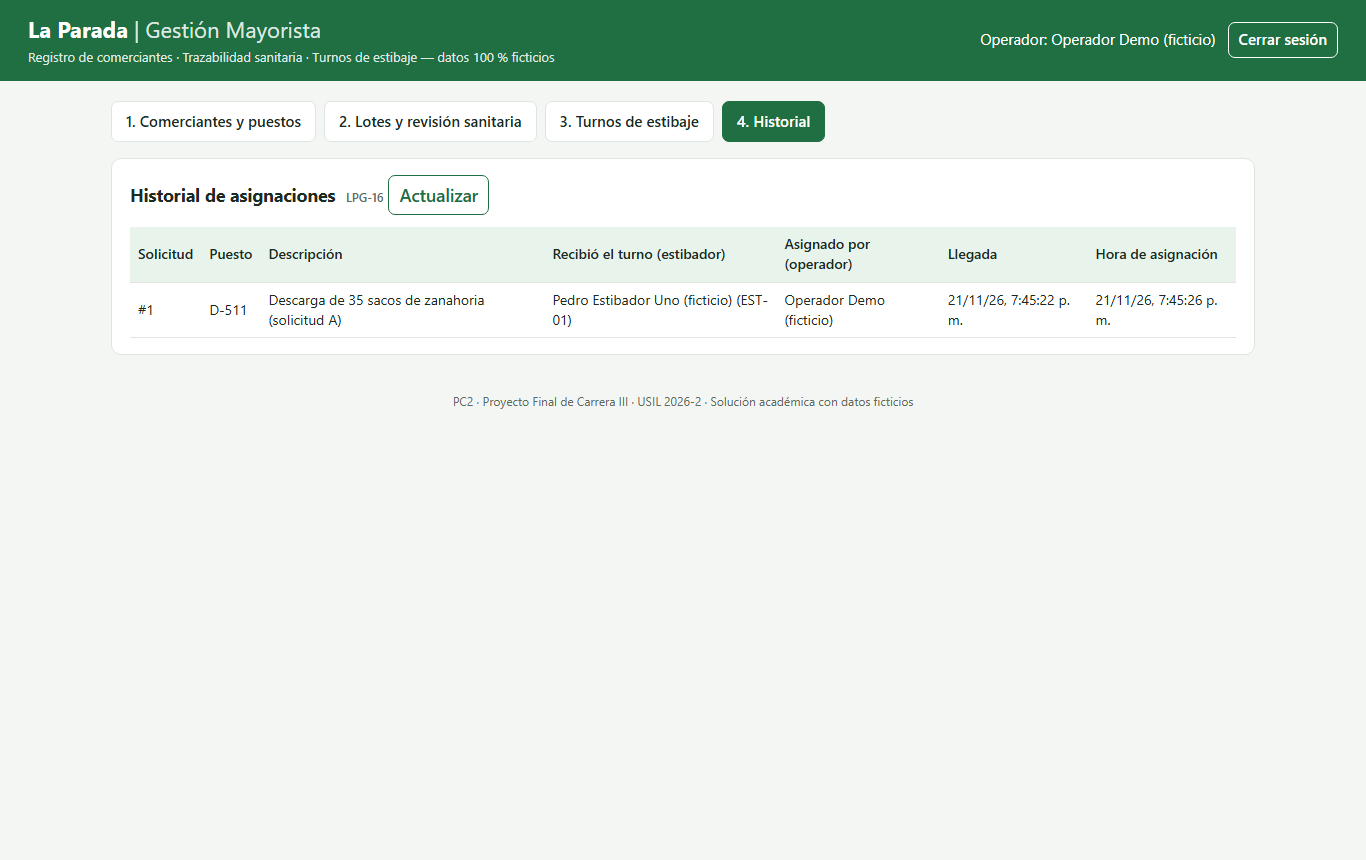 La Parada | Gestión Mayorista
Registro de comerciantes · Trazabilidad sanitaria · Turnos de estibaje — datos 100 % ficticios
Operador: Operador Demo (ficticio)
Cerrar sesión
1. Comerciantes y puestos
2. Lotes y revisión sanitaria
3. Turnos de estibaje
4. Historial
Historial de asignaciones LPG-16 Actualizar
Solicitud
Puesto
Descripción
Recibió el turno (estibador)
Asignado por
(operador)
Llegada
Hora de asignación
#1
D-511
Descarga de 35 sacos de zanahoria
(solicitud A)
Pedro Estibador Uno (ficticio) (EST-
01)
Operador Demo
(ficticio)
21/11/26, 7:45:22 p.
m.
21/11/26, 7:45:26 p.
m.
PC2 · Proyecto Final de Carrera III · USIL 2026-2 · Solución académica con datos ficticios